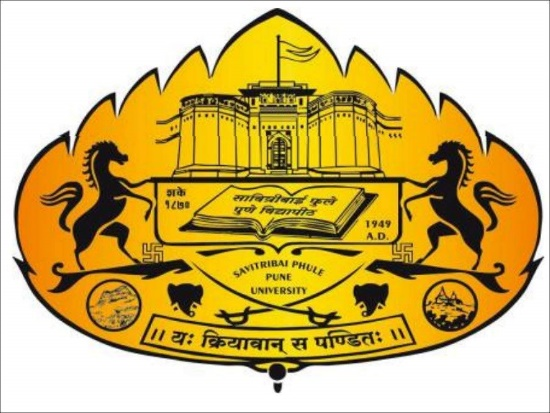 शके
१८७०
सावित्रीबाई फुले
पुणे विद्यापीठ
1949
A.D.
SAVITRIBAI PHULE
PUNE
UNIVERSITY
।। यः क्रियावान् स पण्डितः ।।